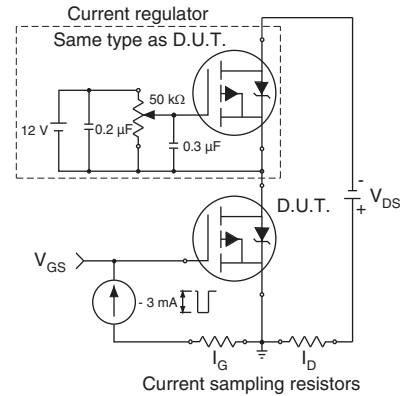 Current regulator
Same type as D.U.T.
50 kΩ
12 V
0.2 µF
0.3 µF
-
+
V_DS
D.U.T.
V_GS
- 3 mA
I_G
I_D
Current sampling resistors